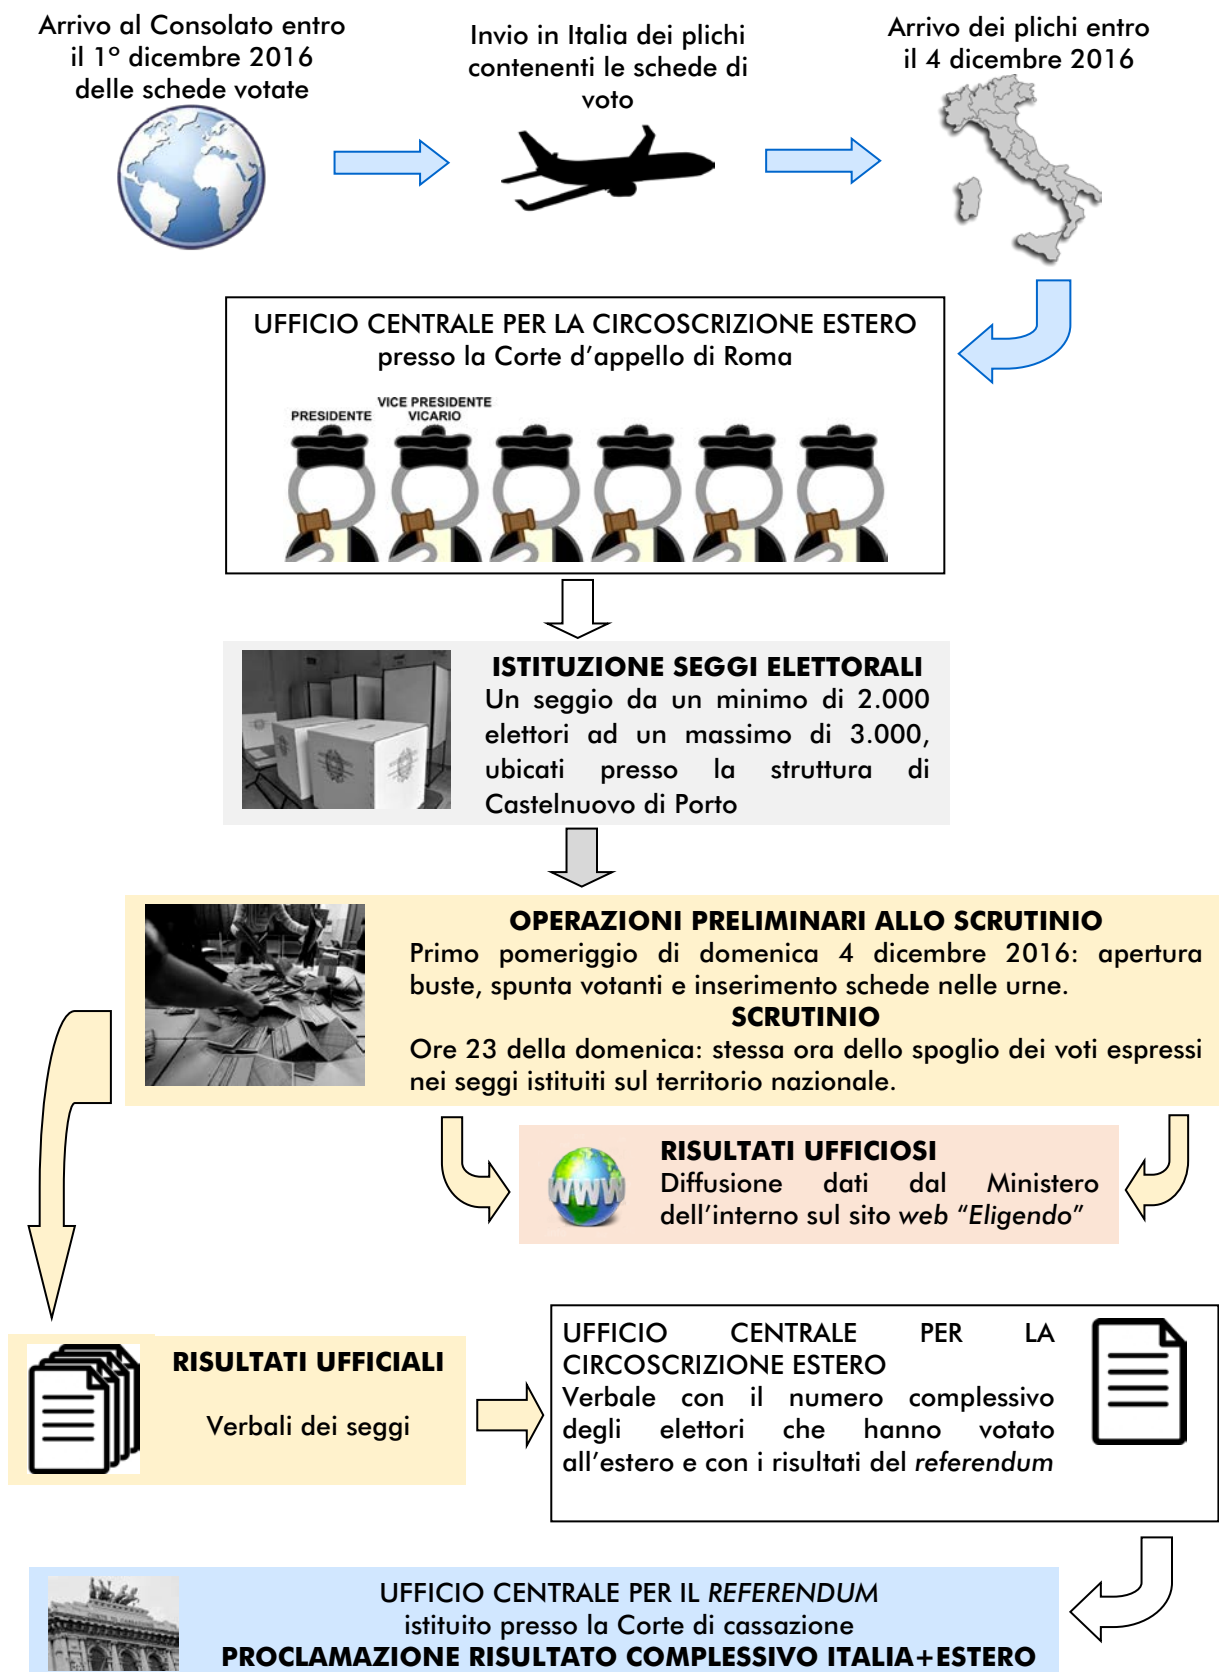 Arrivo al Consolato entro
il 1º dicembre 2016
delle schede votate
Invio in Italia dei plichi
contenenti le schede di
voto
Arrivo dei plichi entro
il 4 dicembre 2016
UFFICIO CENTRALE PER LA CIRCOSCRIZIONE ESTERO
presso la Corte d'appello di Roma
PRESIDENTE
VICE PRESIDENTE
VICARIO
ISTITUZIONE SEGGI ELETTORALI
Un seggio da un minimo di 2.000
elettori ad un massimo di 3.000,
ubicati presso la struttura di
Castelnuovo di Porto
OPERAZIONI PRELIMINARI ALLO SCRUTINIO
Primo pomeriggio di domenica 4 dicembre 2016: apertura
buste, spunta votanti e inserimento schede nelle urne.
SCRUTINIO
Ore 23 della domenica: stessa ora dello spoglio dei voti espressi
nei seggi istituiti sul territorio nazionale.
WWW
RISULTATI UFFICIOSI
Diffusione dati dal Ministero
dell'interno sul sito web "Eligendo"
RISULTATI UFFICIALI
Verbali dei seggi
UFFICIO CENTRALE PER LA
CIRCOSCRIZIONE ESTERO
Verbale con il numero complessivo
degli elettori che hanno votato
all'estero e con i risultati del referendum
UFFICIO CENTRALE PER IL REFERENDUM
istituito presso la Corte di cassazione
PROCLAMAZIONE RISULTATO COMPLESSIVO ITALIA+ESTERO